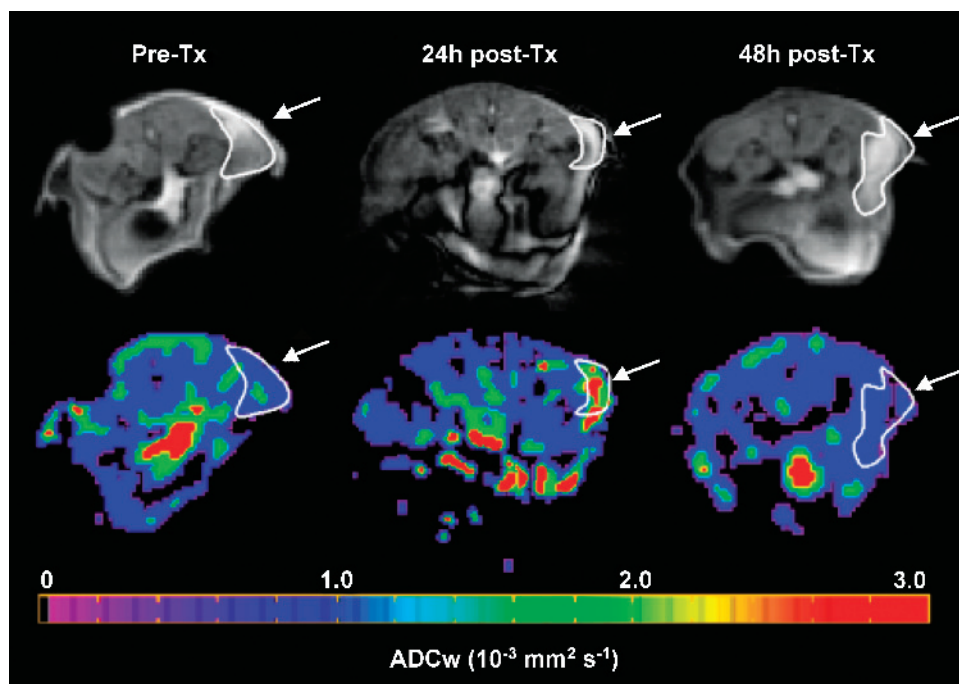 Pre-Tx 24h post-Tx 48h post-Tx
0 1.0 2.0 3.0
ADCw (10⁻³ mm² s⁻¹)